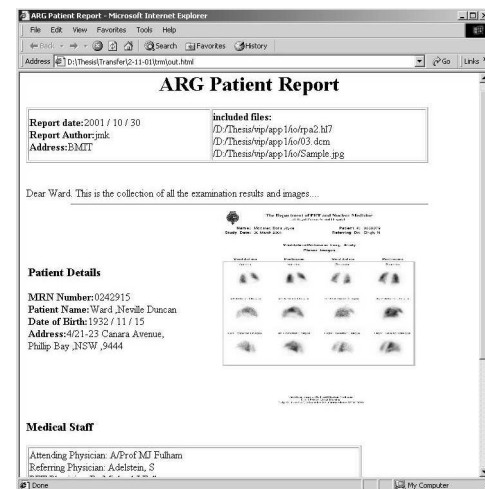 ARG Patient Report - Microsoft Internet Explorer
File Edit View Favorites Tools Help
Back Search Favorites History
Address D:\Thesis\Transfer\2-11-01\trm\out.html Go Links
ARG Patient Report
Report date:2001 / 10 / 30
Report Author:jmk
Address:BMIT
included files:
/D:/Thesis/vip/app1/io/rpa2.hl7
/D:/Thesis/vip/app1/io/03.dcm
/D:/Thesis/vip/app1/io/Sample.jpg
Dear Ward. This is the collection of all the examination results and images....
The Department of PET and Nuclear Medicine
Patient Details
MRN Number:0242915
Patient Name:Ward ,Neville Duncan
Date of Birth:1932 / 11 / 15
Address:4/21-23 Canara Avenue,
Phillip Bay ,NSW ,9444
Medical Staff
Attending Physician: A/Prof MJ Fulham
Referring Physician: Adelstein, S
Done My Computer